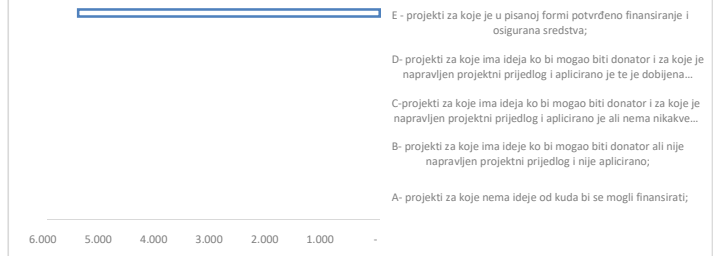 E - projekti za koje je u pisanoj formi potvrđeno finansiranje i
osigurana sredstva;
D- projekti za koje ima ideja ko bi mogao biti donator i za koje je
napravljen projektni prijedlog i aplicirano je te je dobijena...
C-projekti za koje ima ideja ko bi mogao biti donator i za koje je
napravljen projektni prijedlog i aplicirano je ali nema nikakve...
B- projekti za koje ima ideje ko bi mogao biti donator ali nije
napravljen projektni prijedlog i nije aplicirano;
A- projekti za koje nema ideje od kuda bi se mogli finansirati;
6.000 5.000 4.000 3.000 2.000 1.000 -